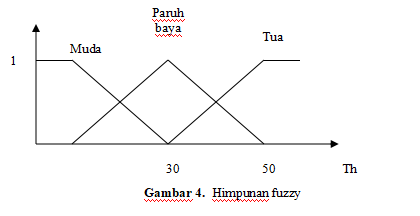 Paruh
baya
Tua
Muda
1
30 50 Th
Gambar 4. Himpunan fuzzy